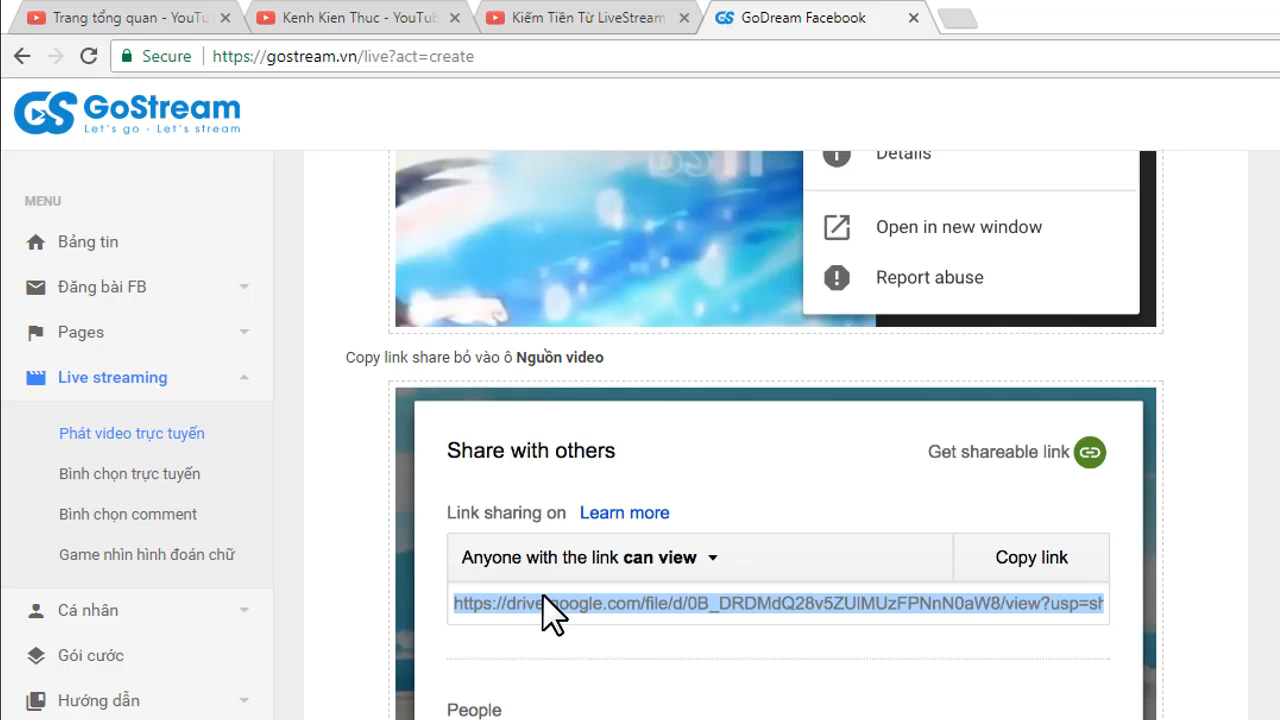 Trang tổng quan - YouTu
Kenh Kien Thuc - YouTub
Kiếm Tiền Từ LiveStream
GoDream Facebook
Secure
https://gostream.vn/live?act=create
GoStream
Let's go - Let's stream
MENU
Bảng tin
Đăng bài FB
Pages
Live streaming
Phát video trực tuyến
Bình chọn trực tuyến
Bình chọn comment
Game nhìn hình đoán chữ
Cá nhân
Gói cước
Hướng dẫn
Details
Open in new window
Report abuse
Copy link share bỏ vào ô Nguồn video
Share with others
Get shareable link
Link sharing on Learn more
Anyone with the link can view
Copy link
https://drive.google.com/file/d/0B_DRDMdQ28v5ZUlMUzFPNnN0aW8/view?usp=sh
People